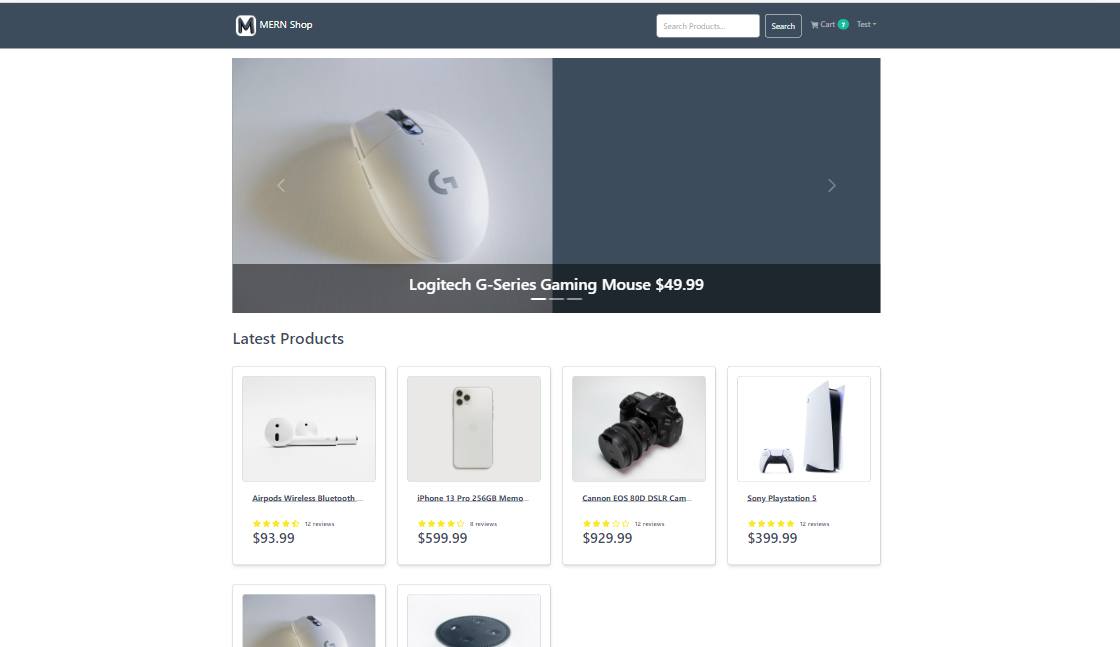 M MERN Shop
Search Products...
Search
Cart 7
Test
Logitech G-Series Gaming Mouse $49.99
Latest Products
Airpods Wireless Bluetooth ...
iPhone 13 Pro 256GB Memo...
Cannon EOS 80D DSLR Cam...
Sony Playstation 5
12 reviews
8 reviews
12 reviews
12 reviews
$93.99
$599.99
$929.99
$399.99